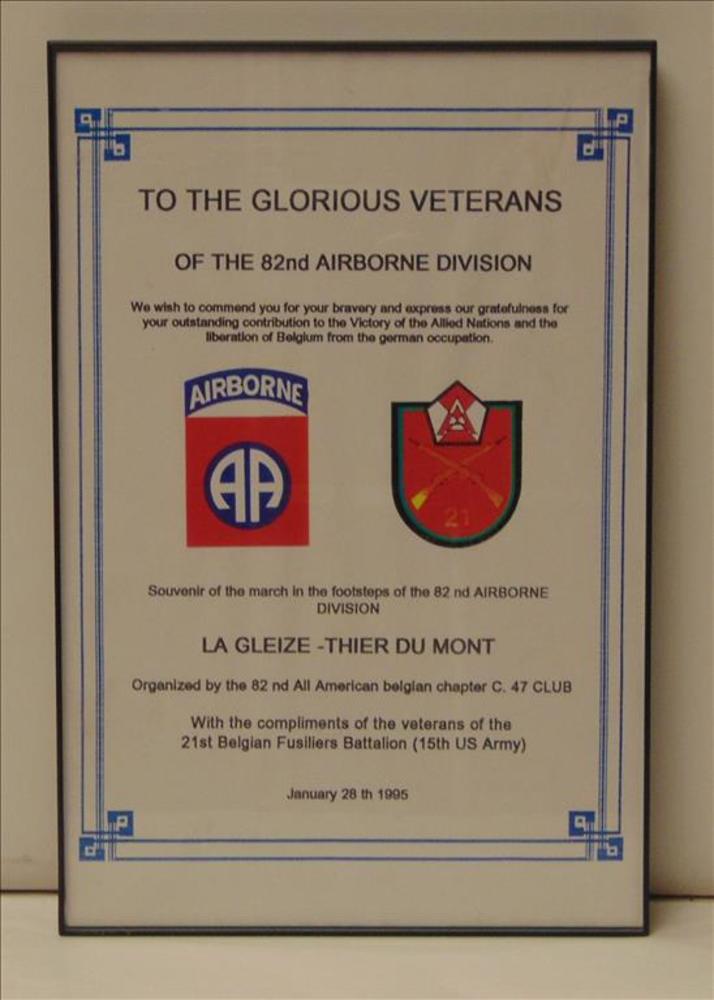 TO THE GLORIOUS VETERANS
OF THE 82nd AIRBORNE DIVISION
We wish to commend you for your bravery and express our gratefulness for
your outstanding contribution to the Victory of the Allied Nations and the
liberation of Belgium from the german occupation.
AIRBORNE
AA
21
Souvenir of the march in the footsteps of the 82 nd AIRBORNE
DIVISION
LA GLEIZE -THIER DU MONT
Organized by the 82 nd All American belgian chapter C. 47 CLUB
With the compliments of the veterans of the
21st Belgian Fusiliers Battalion (15th US Army)
January 28 th 1995